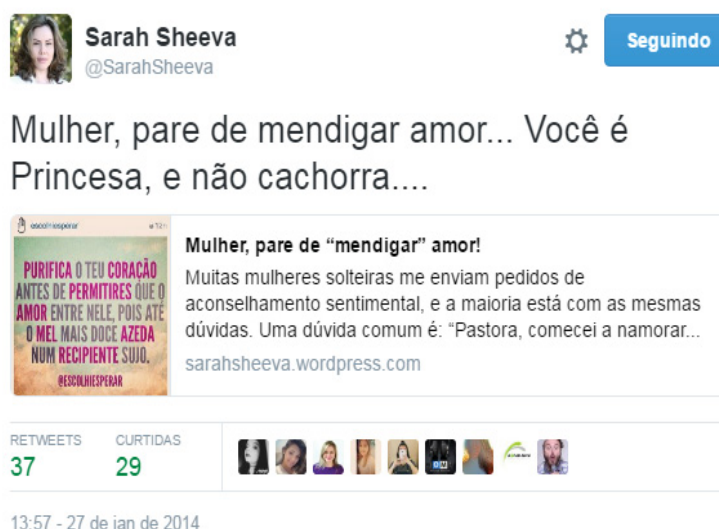 Sarah Sheeva
@SarahSheeva
Seguindo
Mulher, pare de mendigar amor... Você é
Princesa, e não cachorra....
escolhiesperar
PURIFICA O TEU CORAÇÃO
ANTES DE PERMITIRES QUE O
AMOR ENTRE NELE, POIS ATÉ
O MEL MAIS DOCE AZEDA
NUM RECIPIENTE SUJO.
@ESCOLHIESPERAR
Mulher, pare de “mendigar” amor!
Muitas mulheres solteiras me enviam pedidos de
aconselhamento sentimental, e a maioria está com as mesmas
dúvidas. Uma dúvida comum é: “Pastora, comecei a namorar...
sarahsheeva.wordpress.com
RETWEETS
37
CURTIDAS
29
13:57 - 27 de jan de 2014